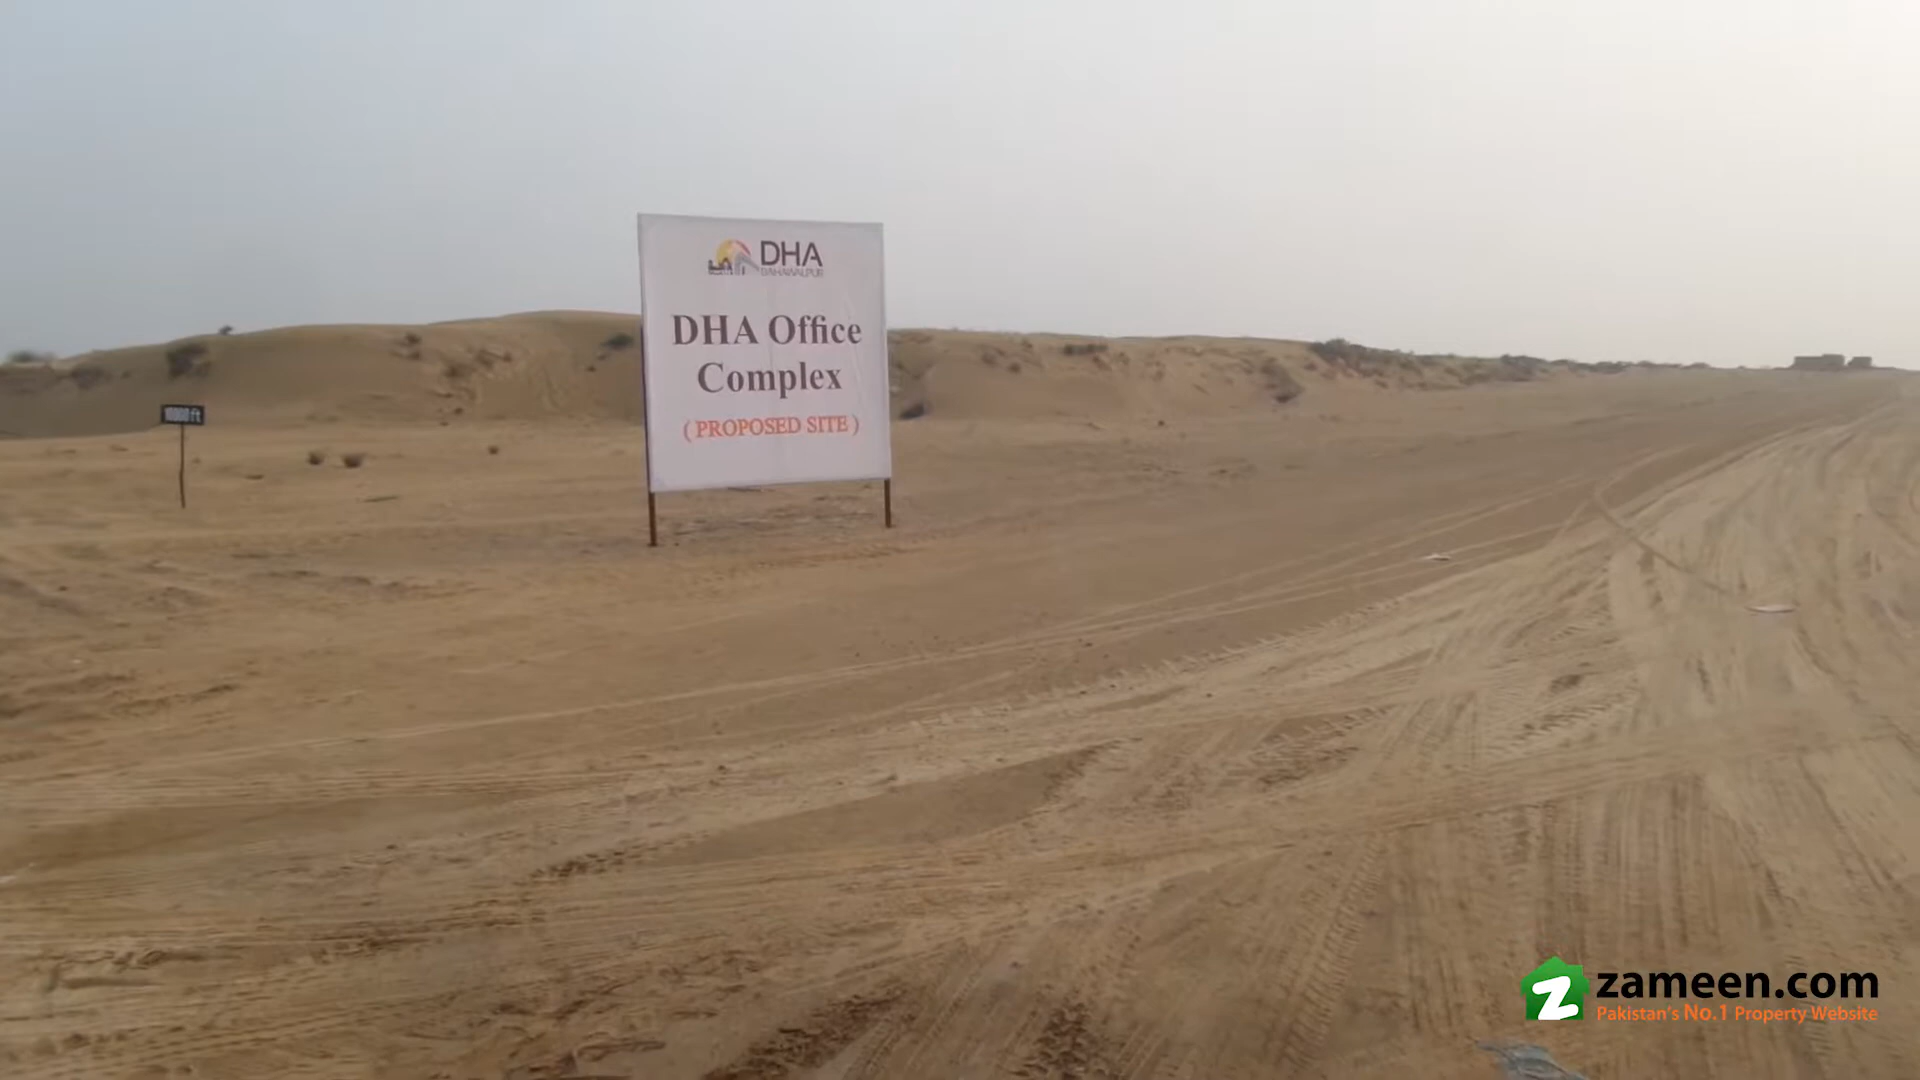 DHA
BAHAWALPUR
DHA Office
Complex
( PROPOSED SITE )
zameen.com
Pakistan's No.1 Property Website